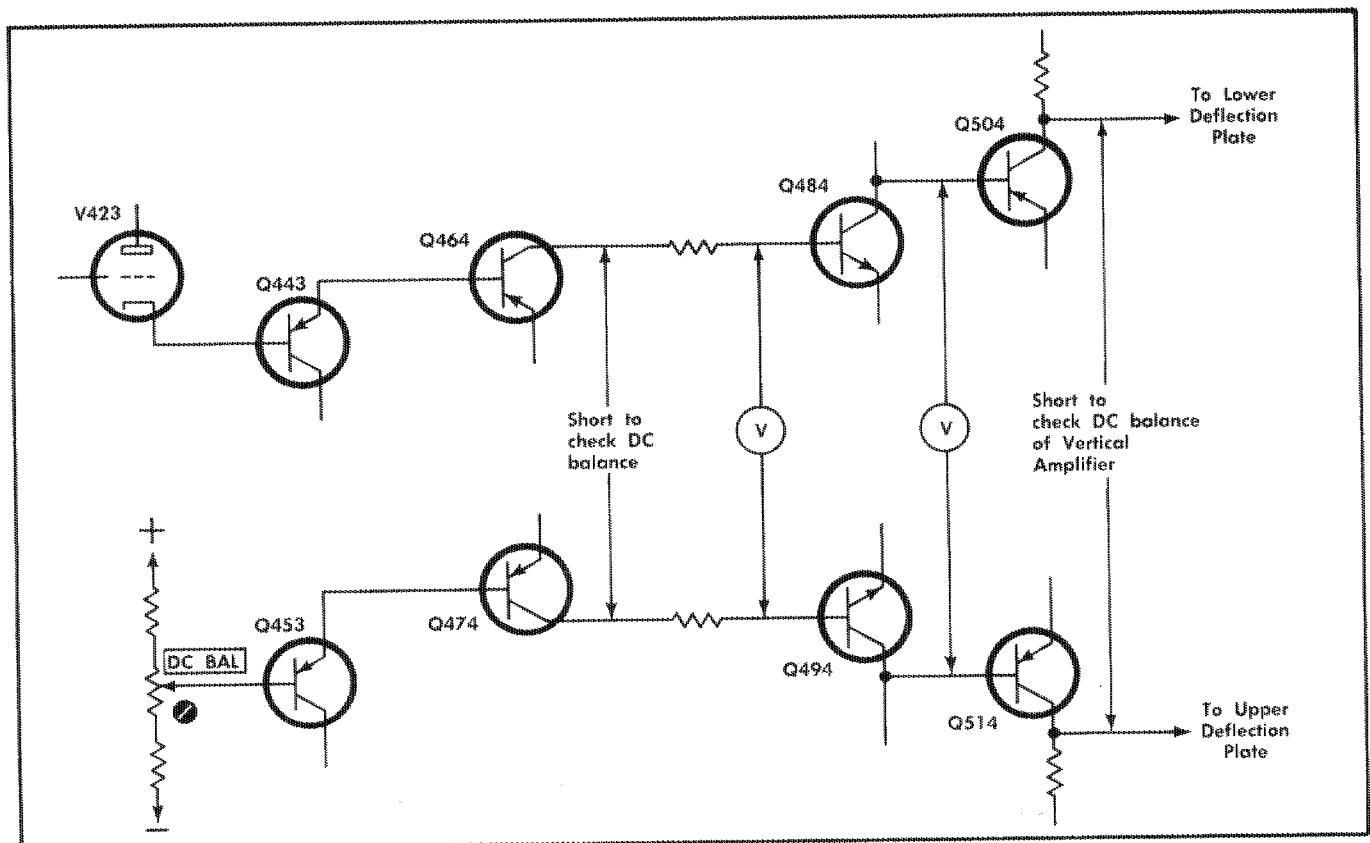 To Lower
Deflection
Plate
Q504
Q484
V423
Q464
Q443
Short to
check DC
balance
V
V
Short to
check DC balance
of Vertical
Amplifier
+
Q453
Q474
DC BAL
Q494
Q514
To Upper
Deflection
Plate
−